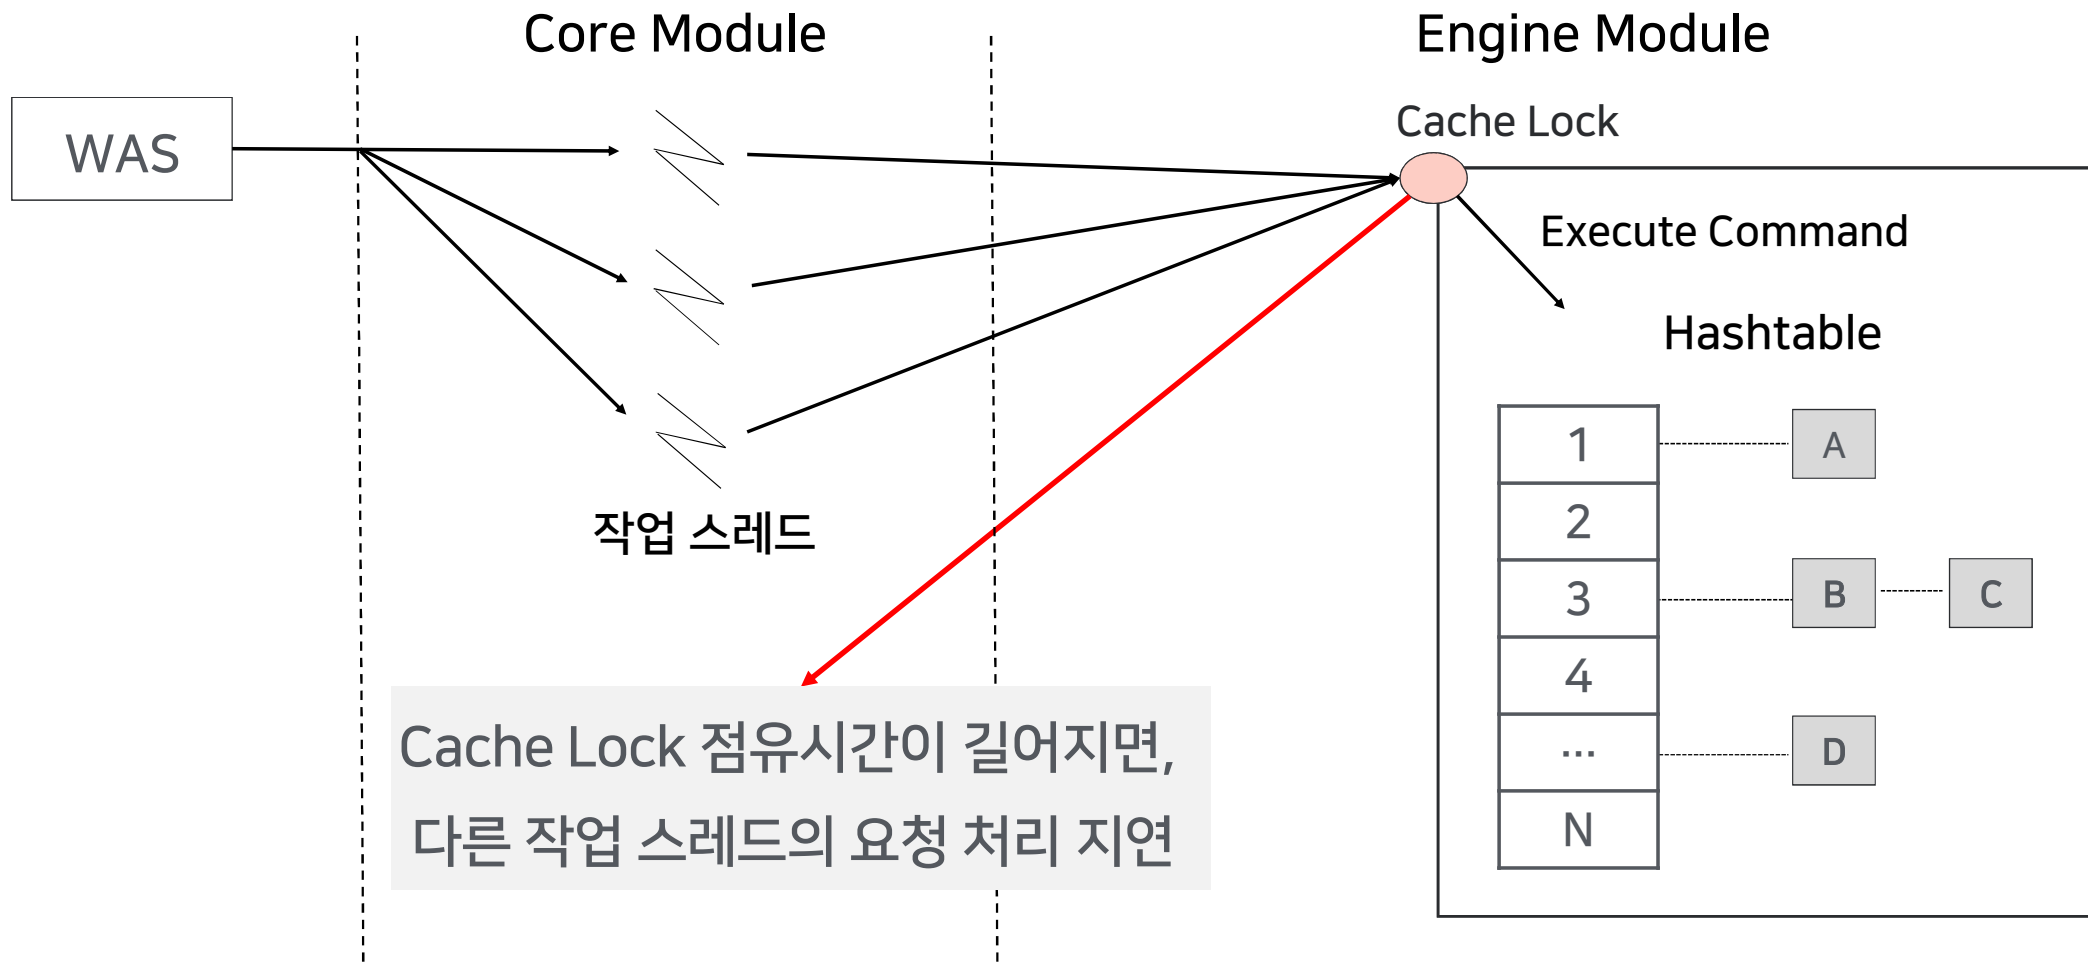 Core Module
Engine Module
WAS
Cache Lock
Execute Command
Hashtable
작업 스레드
1
A
2
3
B
C
4
...
D
N
Cache Lock 점유시간이 길어지면,
다른 작업 스레드의 요청 처리 지연